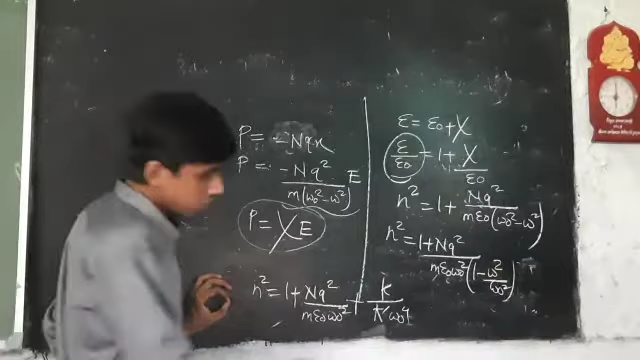 P = - Nqx
P = -Nq² / m(ω₀² - ω²) E
P = χE
n² = 1 + Nq² / mε₀ω₀² + k / π ω₀⁴
ε = ε₀ + χ
ε/ε₀ = 1 + χ/ε₀
n² = 1 + Nq² / mε₀(ω₀² - ω²)
n² = 1 + Nq² / mε₀ω₀² (1 - ω²/ω₀²)